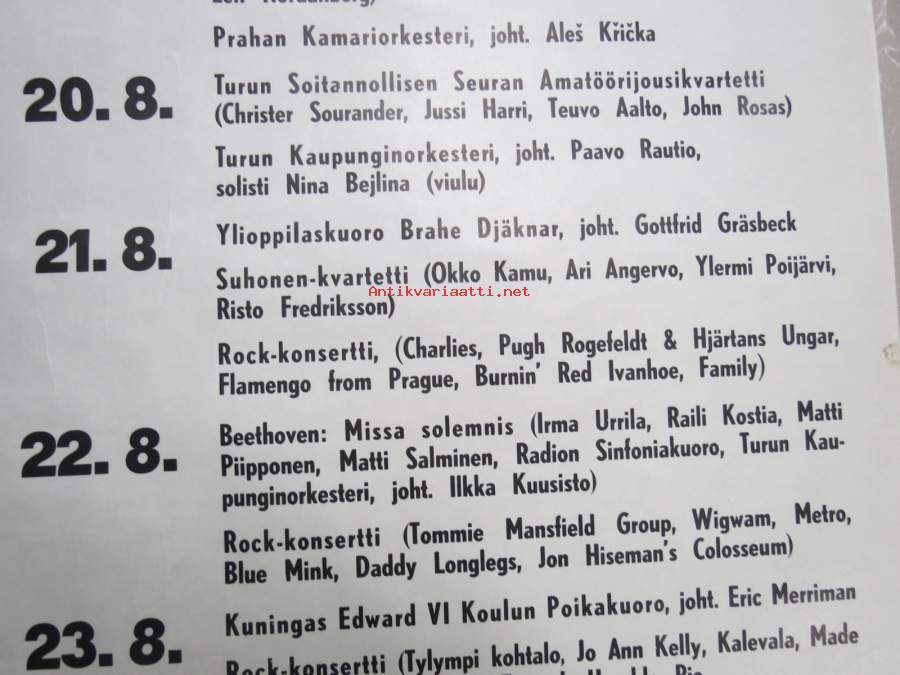 Prahan Kamariorkesteri, joht. Aleš Křička
20. 8.
Turun Soitannollisen Seuran Amatöörijousikvartetti
(Christer Sourander, Jussi Harri, Teuvo Aalto, John Rosas)
Turun Kaupunginorkesteri, joht. Paavo Rautio,
solisti Nina Bejlina (viulu)
21. 8.
Ylioppilaskuoro Brahe Djäknar, joht. Gottfrid Gräsbeck
Suhonen-kvartetti (Okko Kamu, Ari Angervo, Ylermi Poijärvi,
Antikvariaatti.net
Risto Fredriksson)
Rock-konsertti, (Charlies, Pugh Rogefeldt & Hjärtans Ungar,
Flamengo from Prague, Burnin' Red Ivanhoe, Family)
22. 8.
Beethoven: Missa solemnis (Irma Urrila, Raili Kostia, Matti
Piipponen, Matti Salminen, Radion Sinfoniakuoro, Turun Kau-
punginorkesteri, joht. Ilkka Kuusisto)
Rock-konsertti (Tommie Mansfield Group, Wigwam, Metro,
Blue Mink, Daddy Longlegs, Jon Hiseman's Colosseum)
23. 8.
Kuningas Edward VI Koulun Poikakuoro, joht. Eric Merriman
Rock-konsertti (Tylympi kohtalo, Jo Ann Kelly, Kalevala, Made